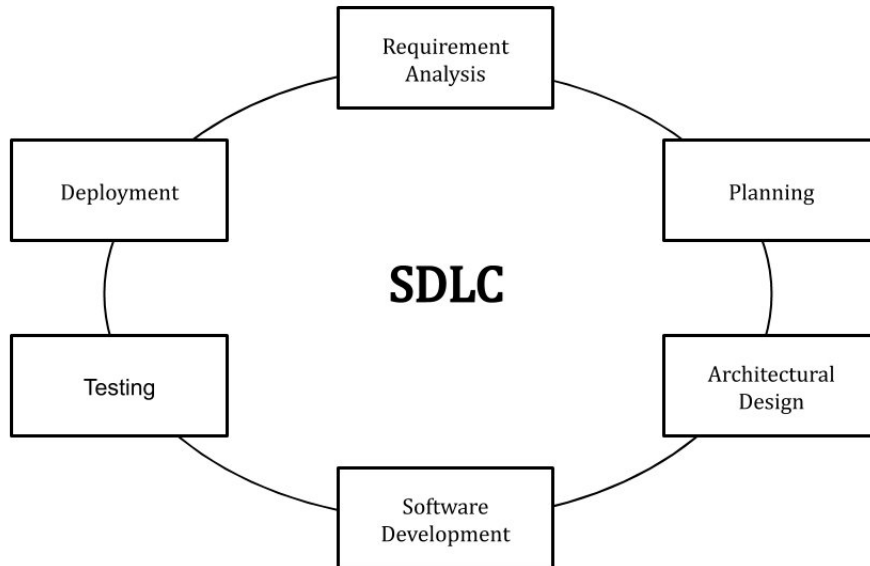 Requirement
Analysis
Deployment
Planning
SDLC
Testing
Architectural
Design
Software
Development